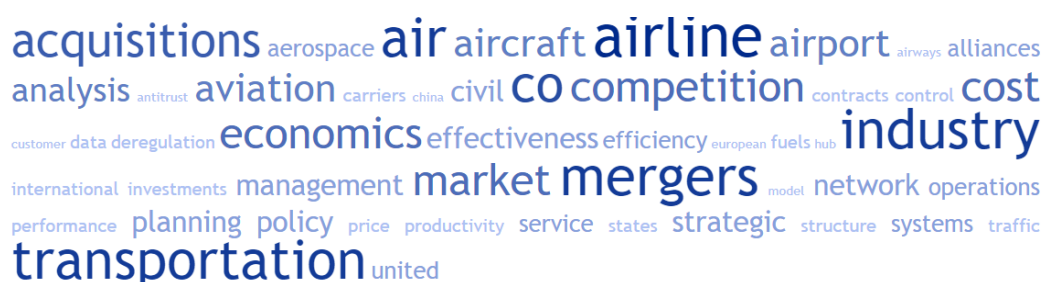 acquisitions aerospace air aircraft airline airport airways alliances
analysis antitrust aviation carriers china civil co competition contracts control cost
customer data deregulation economics effectiveness efficiency european fuels hub industry
international investments management market mergers model network operations
performance planning policy price productivity service states strategic structure systems traffic
transportation united